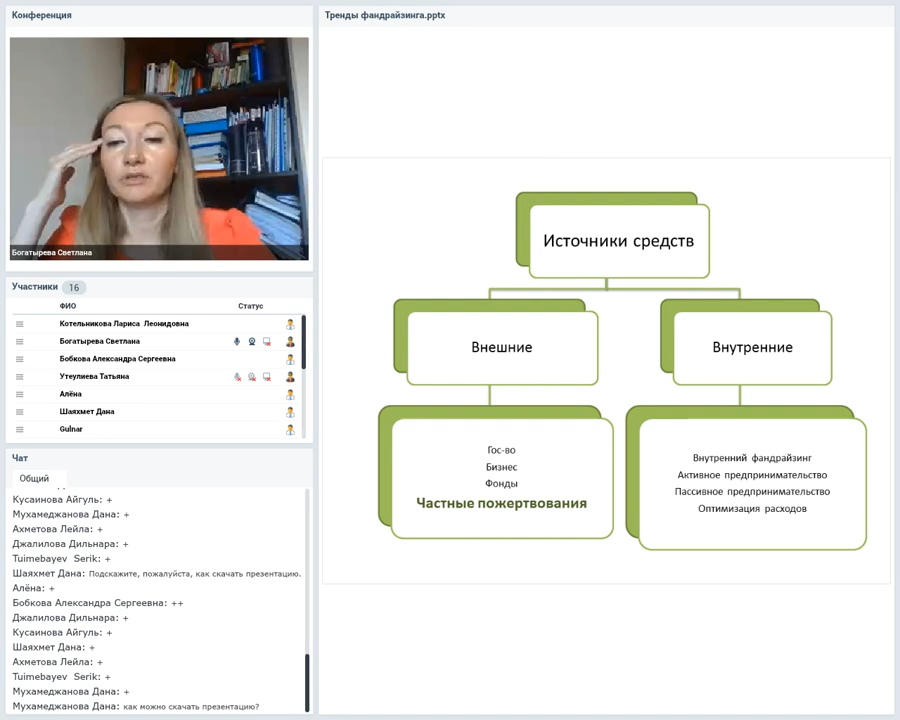 Конференция
Богатырева Светлана
Участники 16
ФИО Статус
Котельникова Лариса Леонидовна
Богатырева Светлана
Бобкова Александра Сергеевна
Утеулиева Татьяна
Алёна
Шаяхмет Дана
Gulnar
Чат
Общий
Кусаинова Айгуль: +
Мухамеджанова Дана: +
Ахметова Лейла: +
Джалилова Дильнара: +
Tuimebayev Serik: +
Шаяхмет Дана: Подскажите, пожалуйста, как скачать презентацию.
Алёна: +
Бобкова Александра Сергеевна: ++
Джалилова Дильнара: +
Кусаинова Айгуль: +
Шаяхмет Дана: +
Ахметова Лейла: +
Tuimebayev Serik: +
Мухамеджанова Дана: +
Мухамеджанова Дана: как можно скачать презентацию?
Тренды фандрайзинга.pptx
Источники средств
Внешние
Внутренние
Гос-во
Бизнес
Фонды
Частные пожертвования
Внутренний фандрайзинг
Активное предпринимательство
Пассивное предпринимательство
Оптимизация расходов